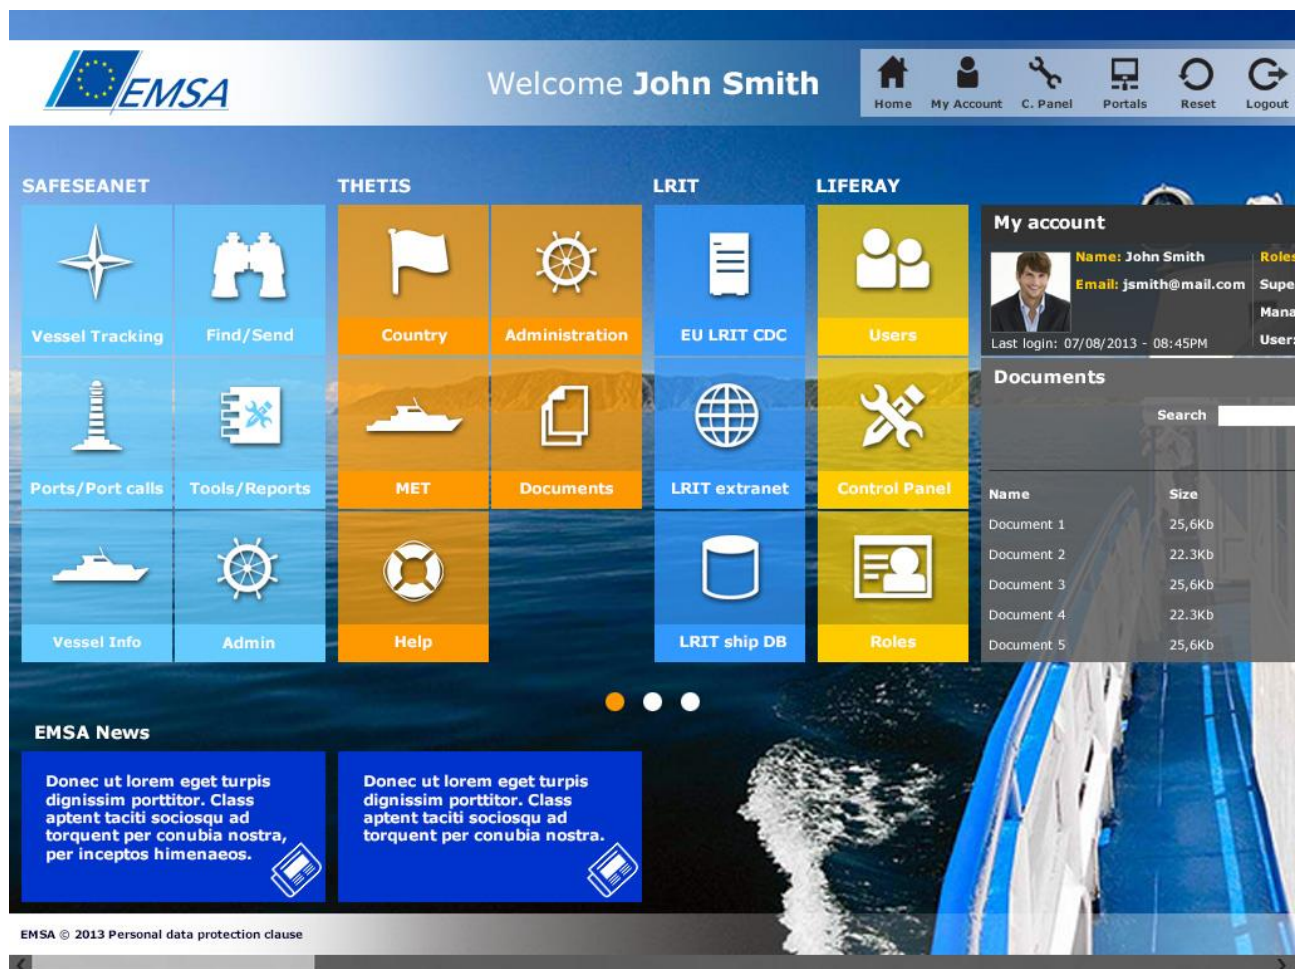 EMSA
Welcome John Smith
Home My Account C. Panel Portals Reset Logout
SAFESEANET
Vessel Tracking
Find/Send
Ports/Port calls
Tools/Reports
Vessel Info
Admin
THETIS
Country
Administration
MET
Documents
Help
LRIT
EU LRIT CDC
LRIT extranet
LRIT ship DB
LIFERAY
Users
Control Panel
Roles
My account
Name: John Smith
Email: jsmith@mail.com
Last login: 07/08/2013 - 08:45PM
Roles
Supe
Mana
User:
Documents
Search
Name Size
Document 1 25,6Kb
Document 2 22.3Kb
Document 3 25,6Kb
Document 4 22.3Kb
Document 5 25,6Kb
EMSA News
Donec ut lorem eget turpis
dignissim porttitor. Class
aptent taciti sociosqu ad
torquent per conubia nostra,
per inceptos himenaeos.
Donec ut lorem eget turpis
dignissim porttitor. Class
aptent taciti sociosqu ad
torquent per conubia nostra.
EMSA © 2013 Personal data protection clause